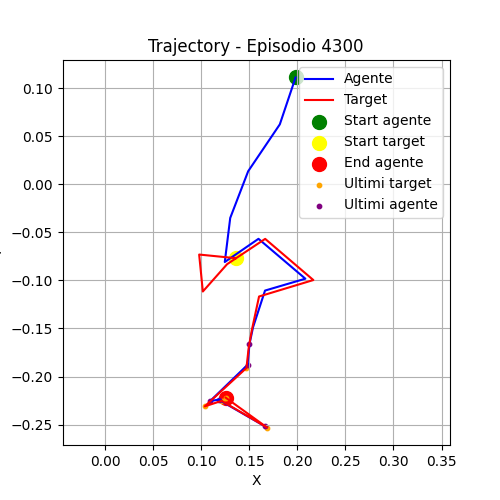 Trajectory - Episodio 4300
Agente
Target
Start agente
Start target
End agente
Ultimi target
Ultimi agente
0.10
0.05
0.00
−0.05
−0.10
−0.15
−0.20
−0.25
0.00 0.05 0.10 0.15 0.20 0.25 0.30 0.35
X